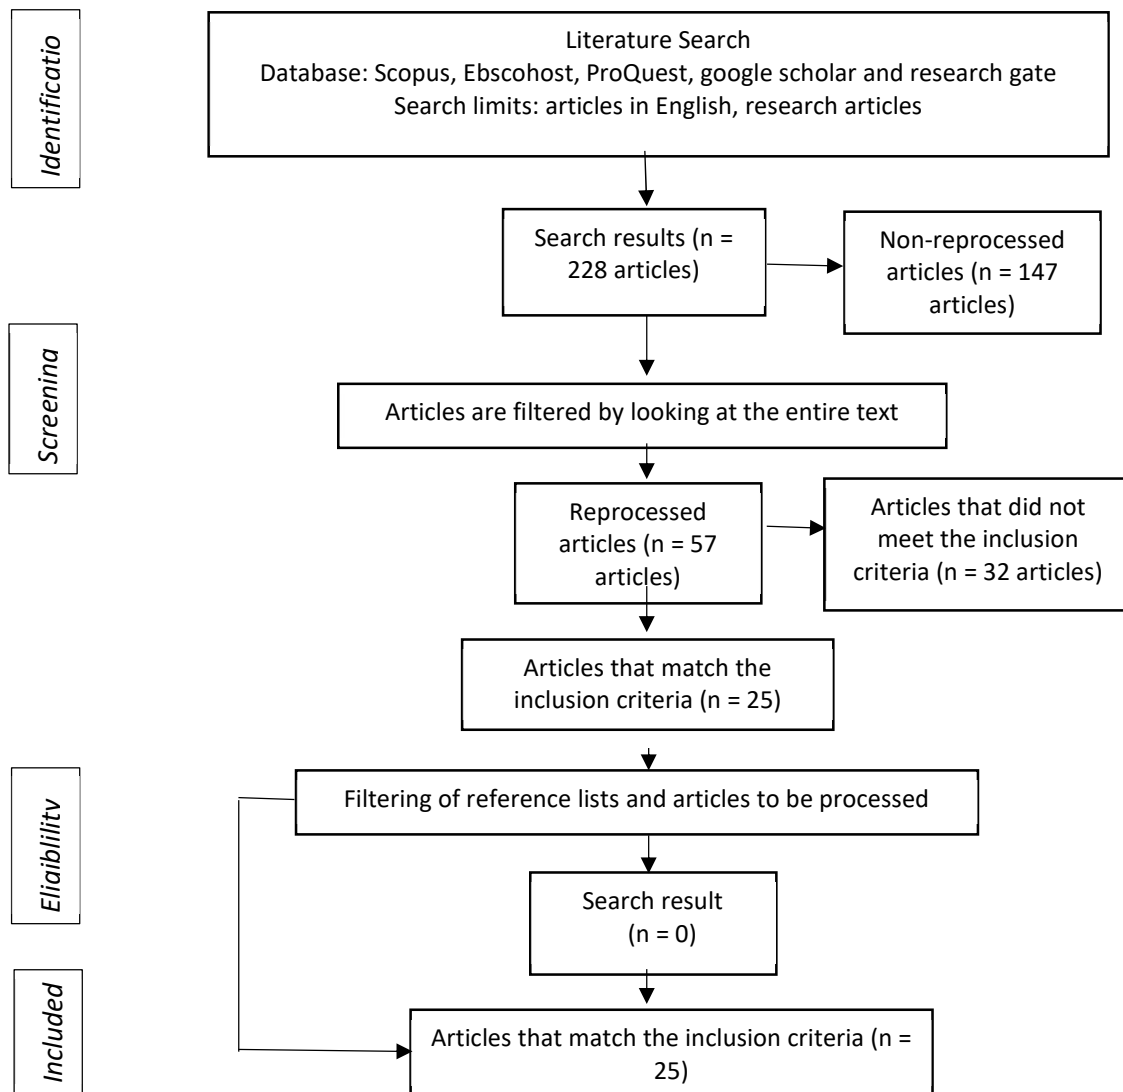 Identificatio
Literature Search
Database: Scopus, Ebscohost, ProQuest, google scholar and research gate
Search limits: articles in English, research articles
Search results (n =
228 articles)
Non-reprocessed
articles (n = 147
articles)
Screenina
Articles are filtered by looking at the entire text
Reprocessed
articles (n = 57
articles)
Articles that did not
meet the inclusion
criteria (n = 32 articles)
Articles that match the
inclusion criteria (n = 25)
Eliaiblilitv
Filtering of reference lists and articles to be processed
Search result
(n = 0)
Included
Articles that match the inclusion criteria (n =
25)